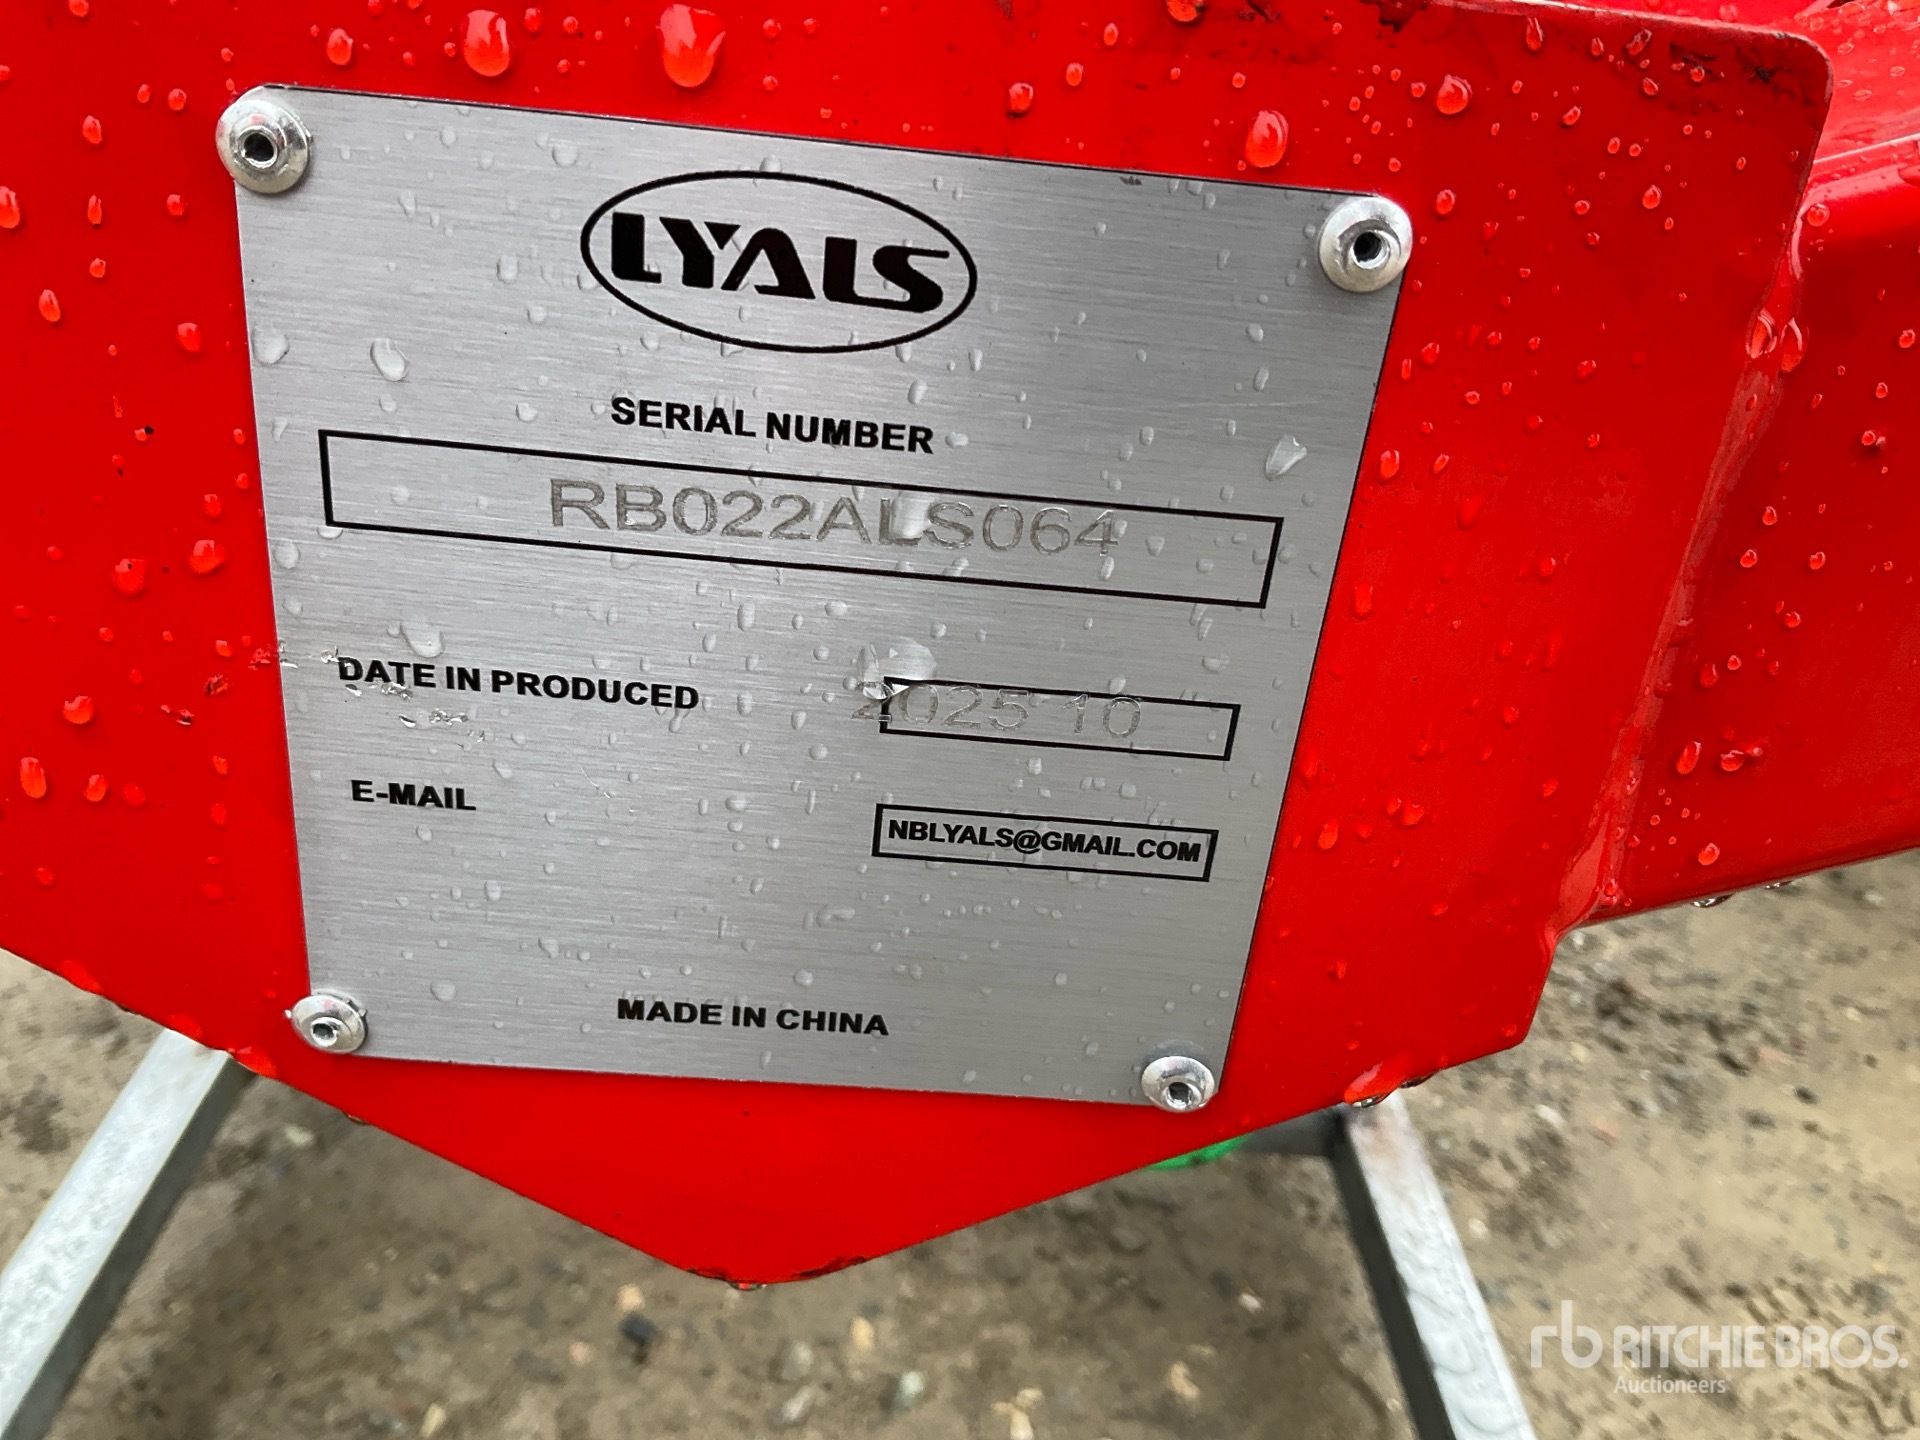 LYALS
SERIAL NUMBER
RB022ALS064
DATE IN PRODUCED 2025 10
E-MAIL NBLYALS@GMAIL.COM
MADE IN CHINA
rb RITCHIE BROS.
Auctioneers